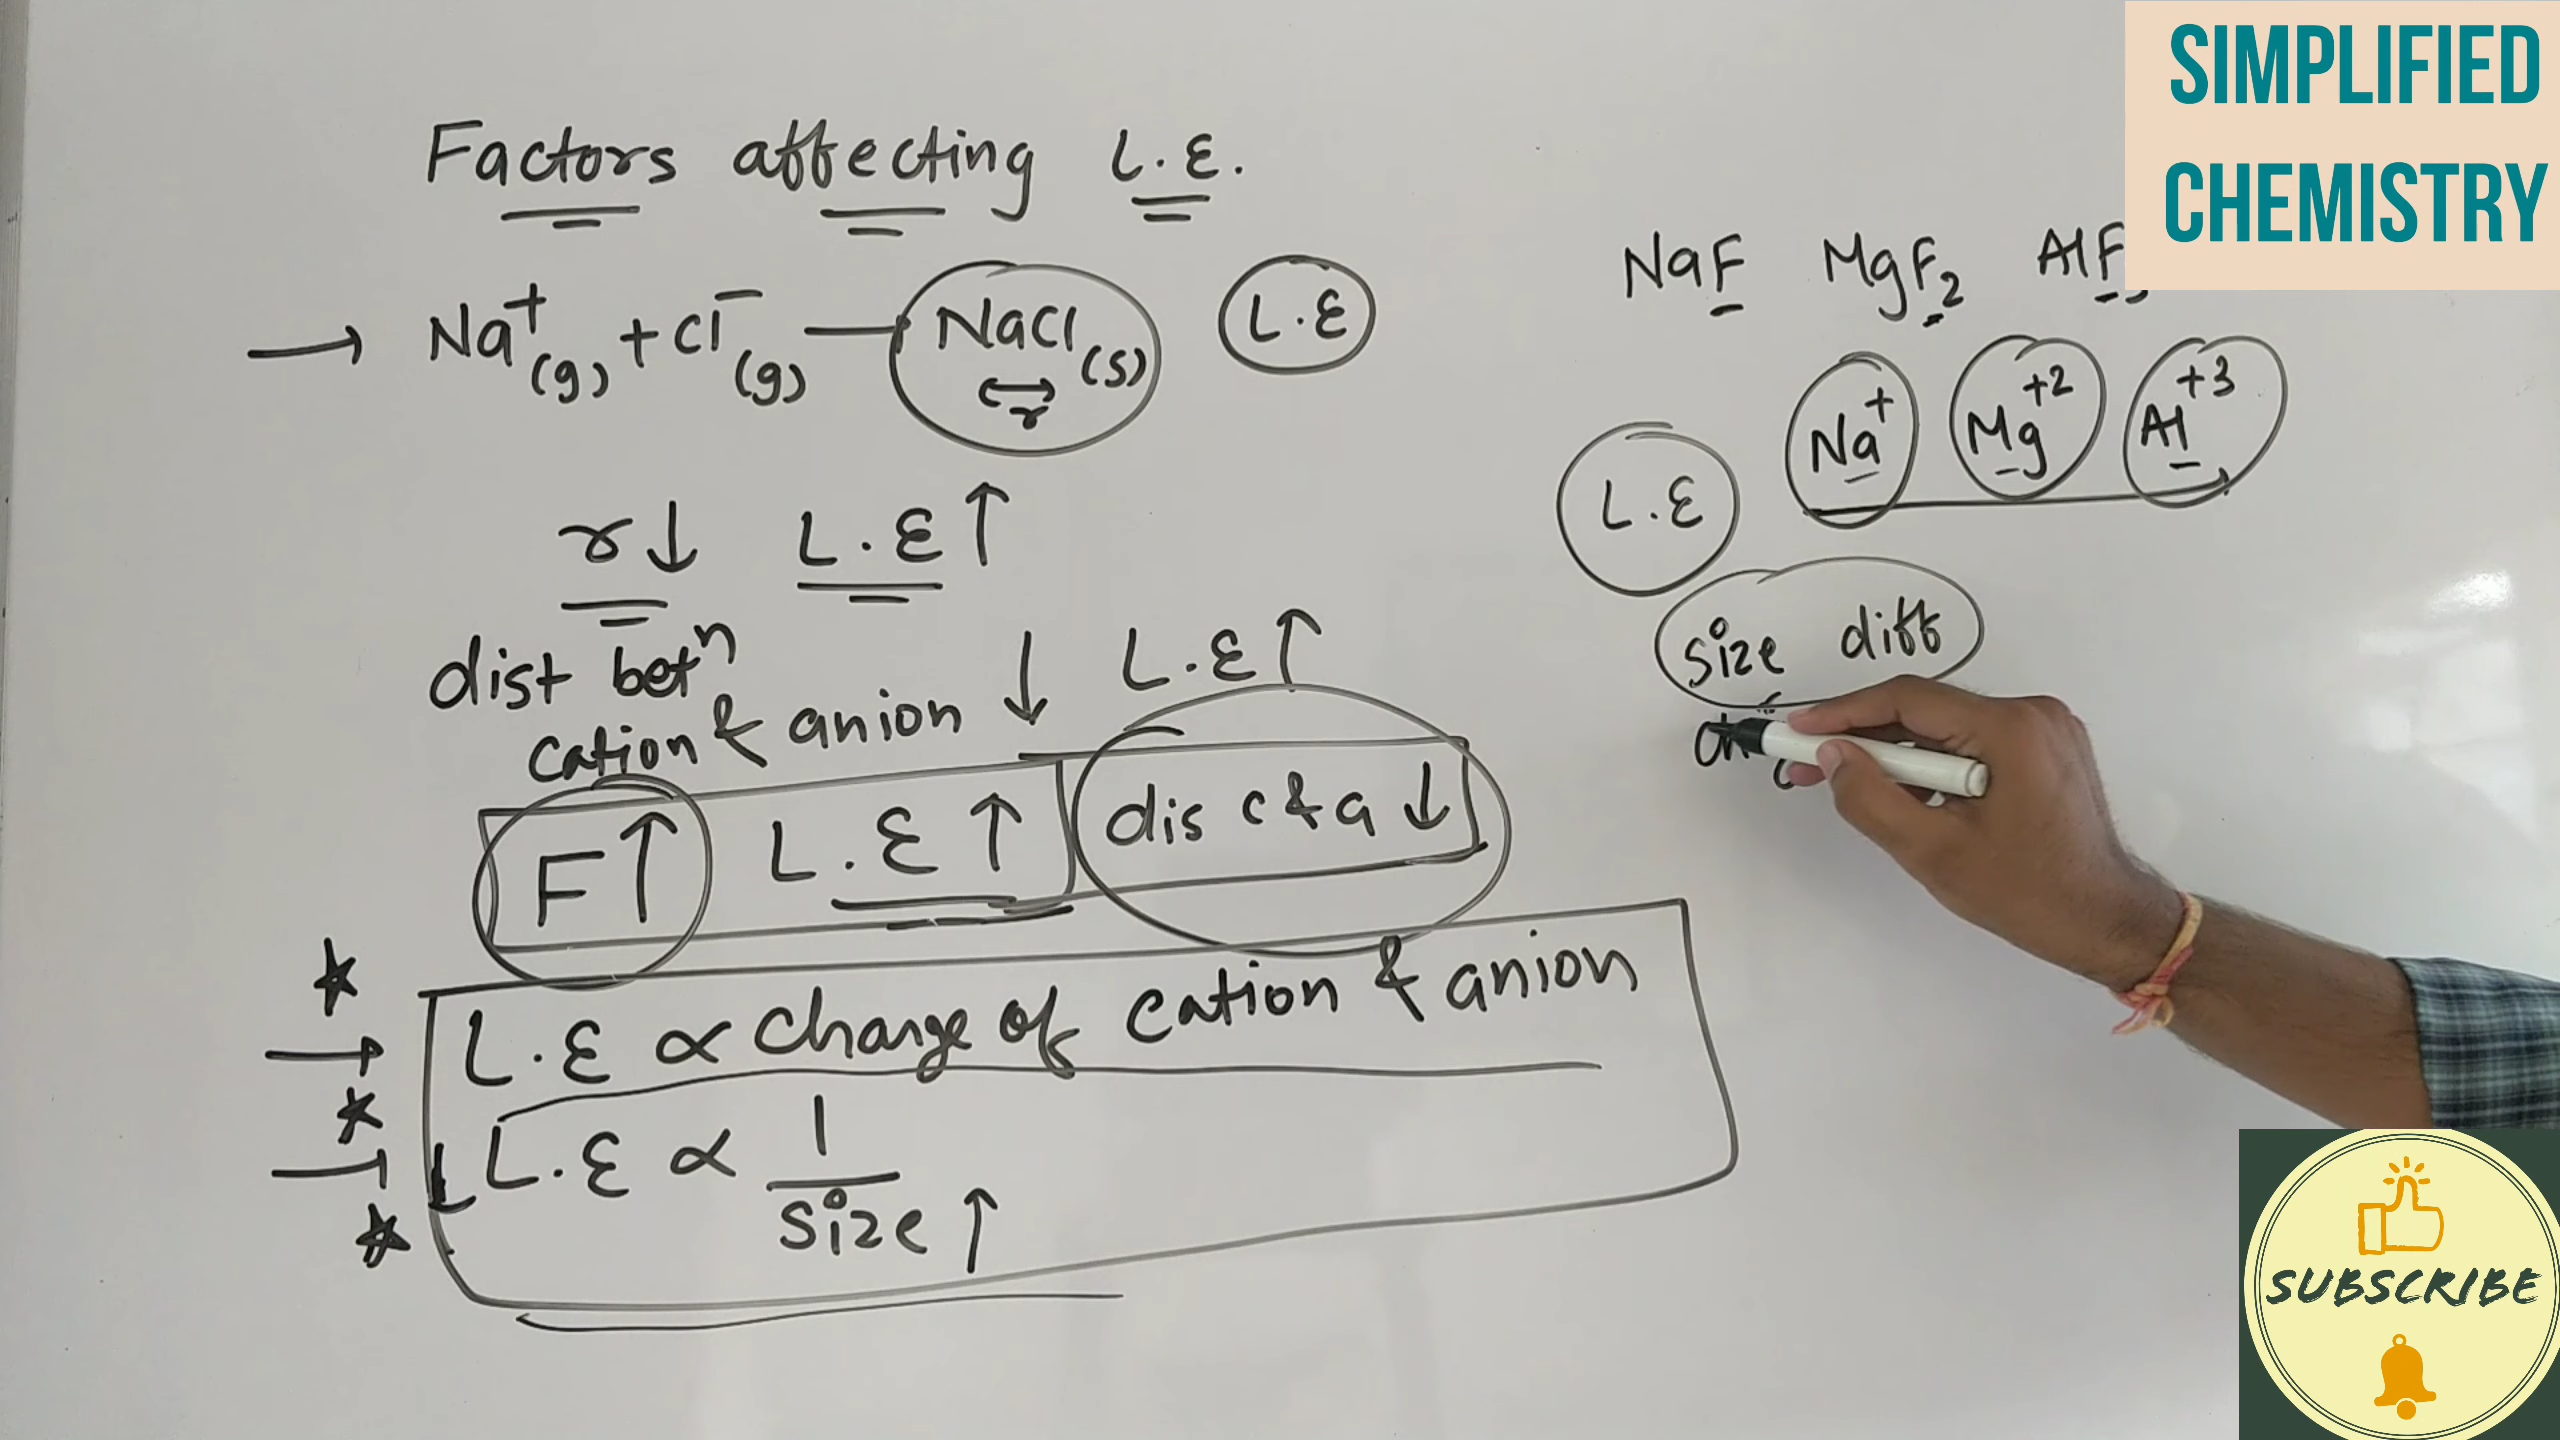 SIMPLIFIED
CHEMISTRY
Factors affecting L.E.
Na⁺(g) + Cl⁻(g) — NaCl(s) L.E
r
r↓ L.E↑
dist betⁿ
cation & anion ↓ L.E↑
F↑ L.E↑ dis c & a ↓
L.E ∝ charge of cation & anion
↓ L.E ∝ 1
size ↑
NaF MgF₂ AlF
Na⁺ Mg⁺² Al⁺³
L.E
size diff
SUBSCRIBE